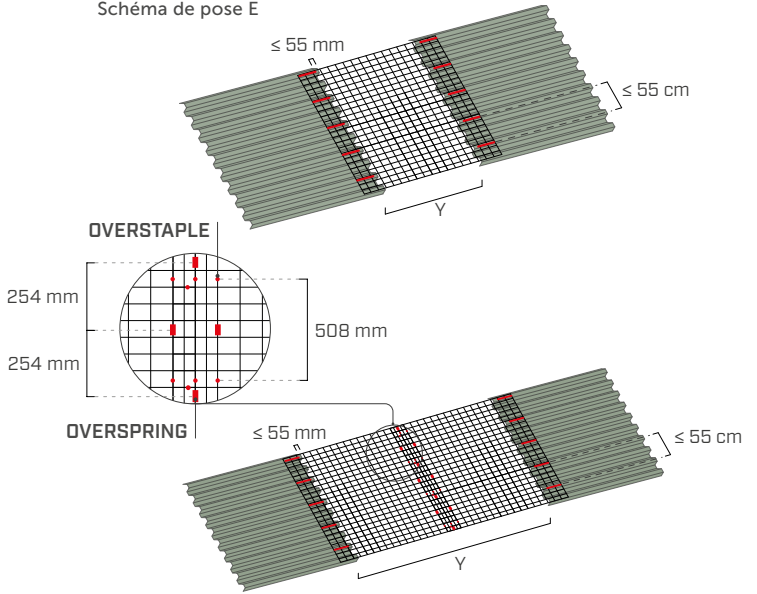 Schéma de pose E
≤ 55 mm
≤ 55 cm
Y
OVERSTAPLE
254 mm
508 mm
254 mm
OVERSPRING
≤ 55 mm
≤ 55 cm
Y